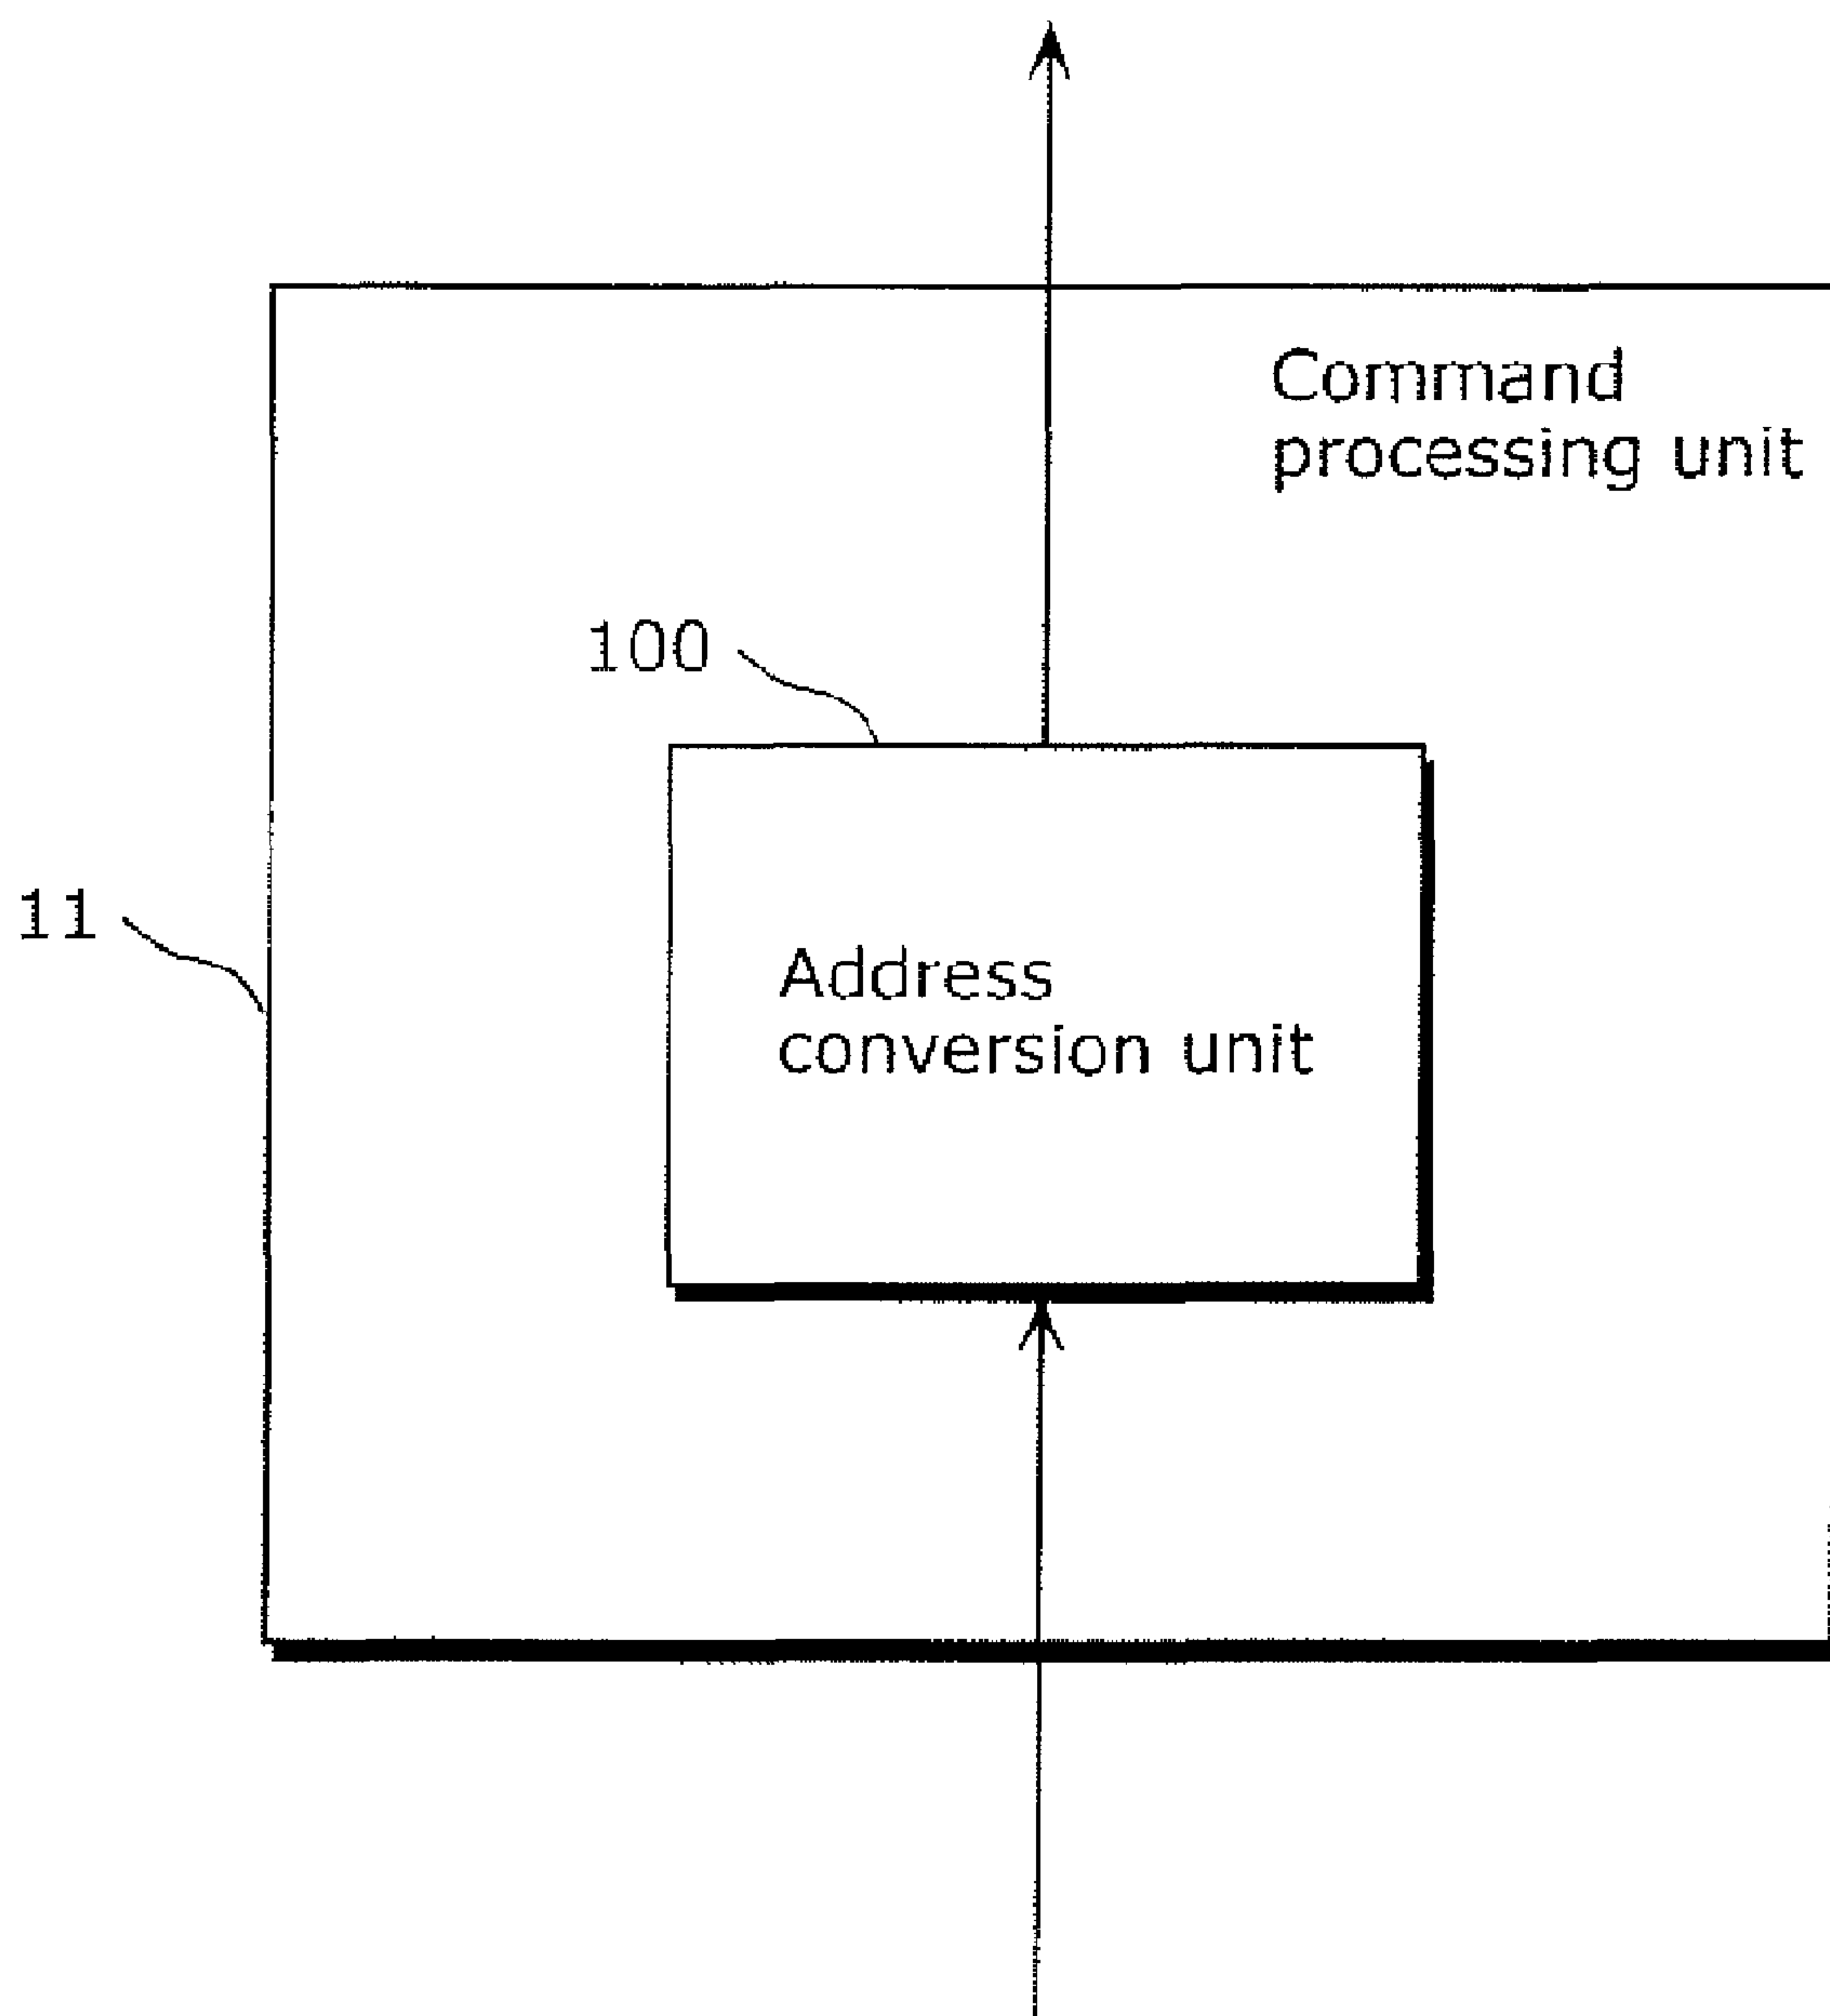 Command
processing unit
100
11
Address
conversion unit